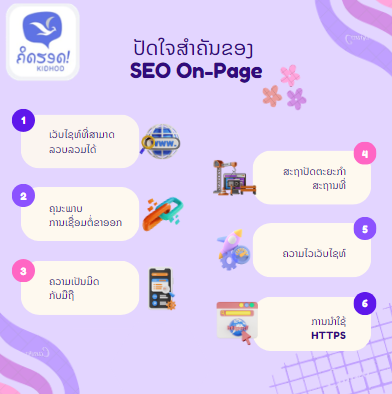 ຄິດຮອດ!
KIDHOD
ປັດໃຈສຳຄັນຂອງ
SEO On-Page
1
ເວັບໄຊທ໌ທີ່ສາມາດ
ລວບລວມໄດ້
WWW.
2
ຄຸນະພາບ
ການເຊື່ອມຕໍ່ຂາອອກ
3
ຄວາມເປັນມິດ
ກັບມືຖື
4
ສະຖາປັດຕະຍະກຳ
ສະຖານທີ່
5
ຄວາມໄວເວັບໄຊທ໌
6
ການນຳໃຊ້
HTTPS